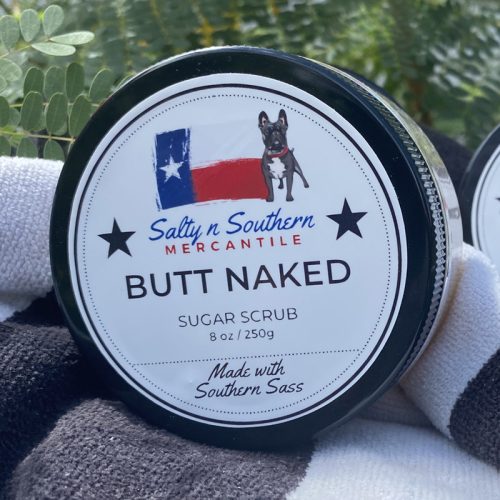 Salty n Southern
MERCANTILE
BUTT NAKED
SUGAR SCRUB
8 oz / 250g
Made with
Southern Sass